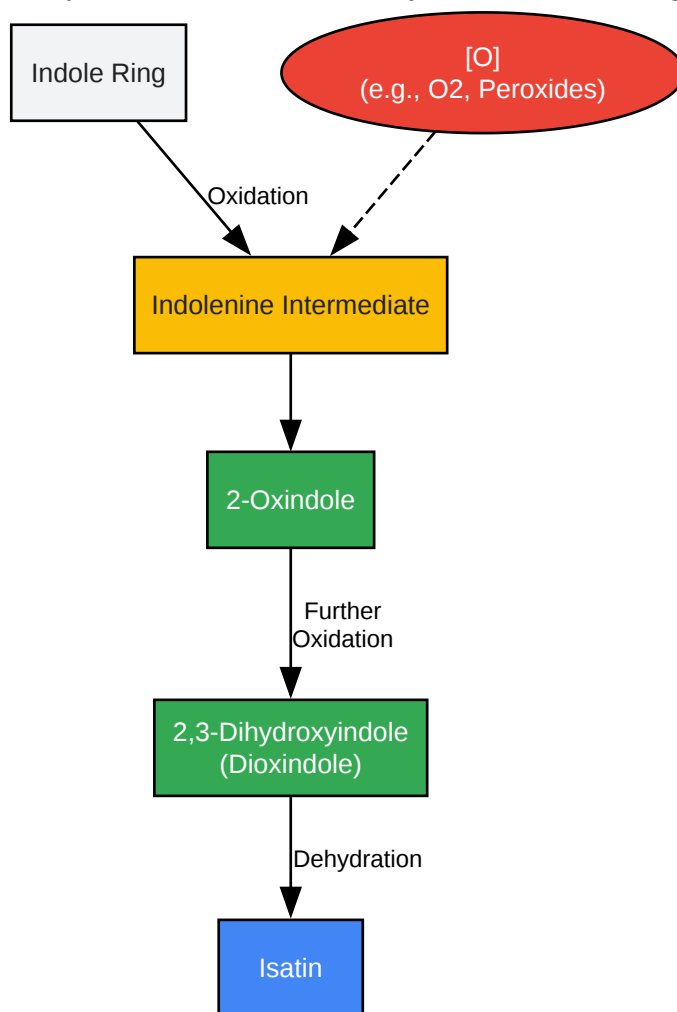 Indole Ring
[O]
(e.g., O2, Peroxides)
Oxidation
Indolenine Intermediate
2-Oxindole
Further
Oxidation
2,3-Dihydroxyindole
(Dioxindole)
Dehydration
Isatin